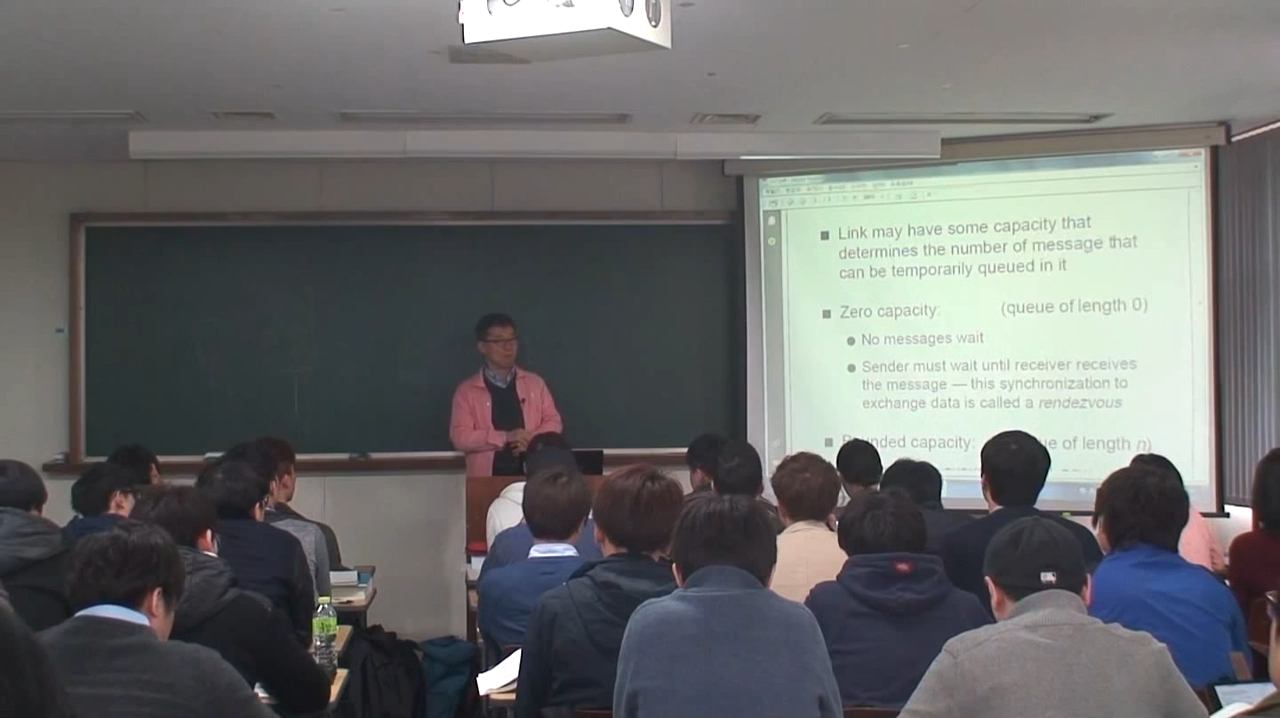 Link may have some capacity that
determines the number of message that
can be temporarily queued in it
Zero capacity: (queue of length 0)
No messages wait
Sender must wait until receiver receives
the message — this synchronization to
exchange data is called a rendezvous
capacity: of length n)